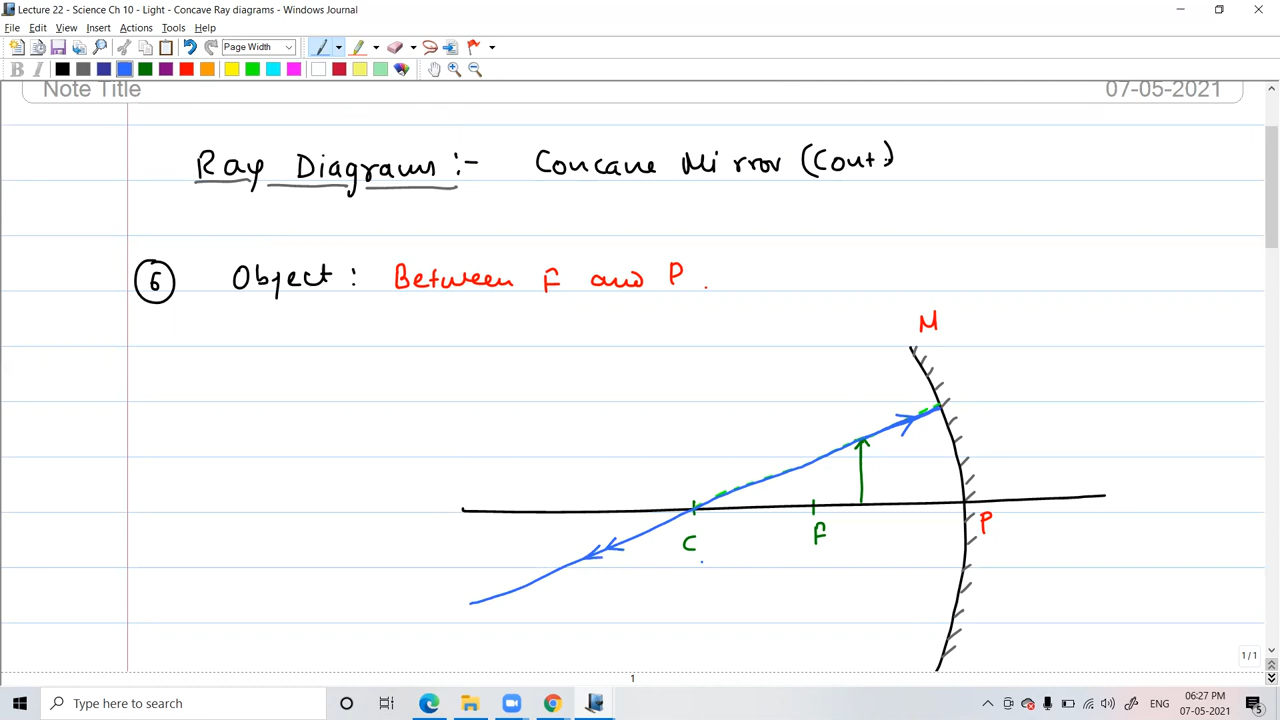 Lecture 22 - Science Ch 10 - Light - Concave Ray diagrams - Windows Journal
File Edit View Insert Actions Tools Help
Page Width
B I
Note Title 07-05-2021
Ray Diagrams :- Concave Mirror (Cont.)
6 Object : Between F and P.
M
C F P
1/1
1
Type here to search
ENG
06:27 PM
07-05-2021
5